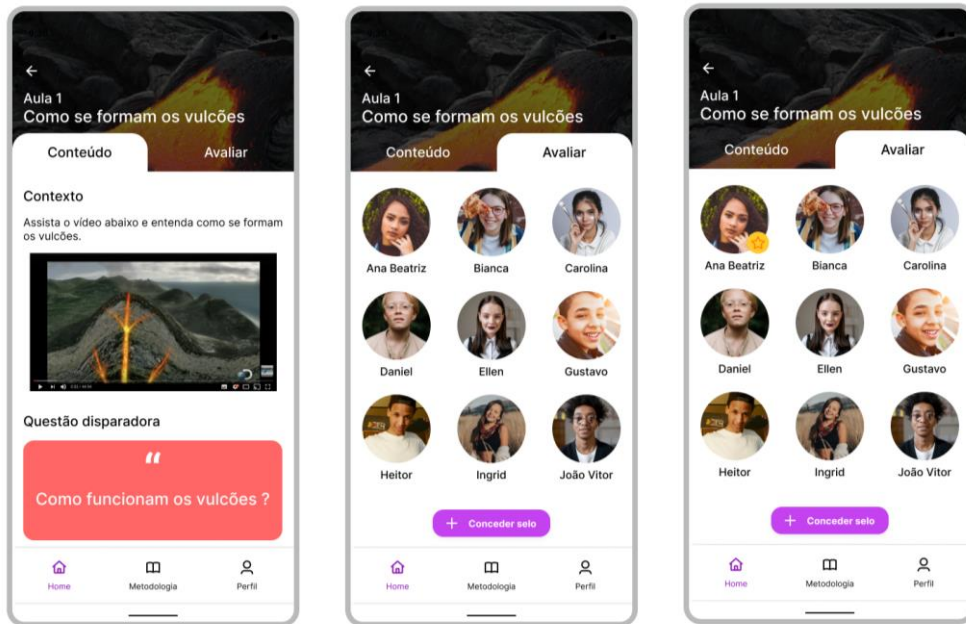 Aula 1
Como se formam os vulcões
Conteúdo Avaliar
Contexto
Assista o vídeo abaixo e entenda como se formam
os vulcões.
Questão disparadora
“
Como funcionam os vulcões ?
Home Metodologia Perfil
Aula 1
Como se formam os vulcões
Conteúdo Avaliar
Ana Beatriz Bianca Carolina
Daniel Ellen Gustavo
Heitor Ingrid João Vitor
+ Conceder selo
Home Metodologia Perfil
Aula 1
Como se formam os vulcões
Conteúdo Avaliar
Ana Beatriz Bianca Carolina
Daniel Ellen Gustavo
Heitor Ingrid João Vitor
+ Conceder selo
Home Metodologia Perfil